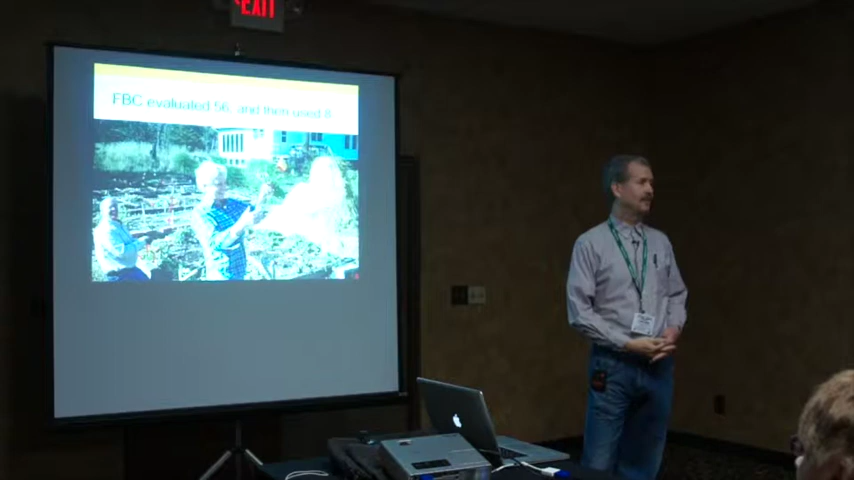 EXIT
FBC evaluated 56, and then used 8